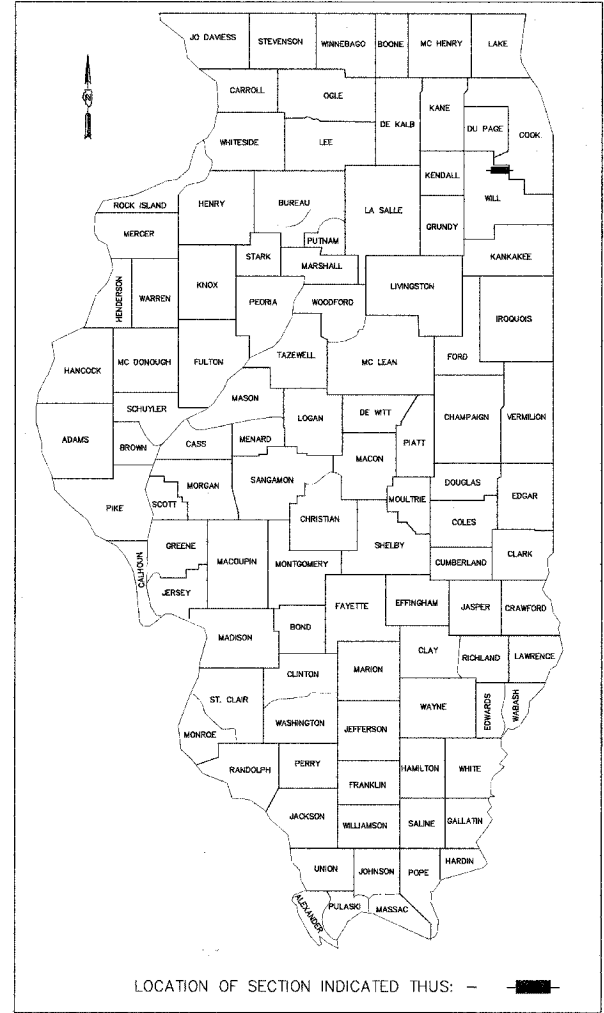 JO DAVIESS STEVENSON WINNEBAGO BOONE MC HENRY LAKE
CARROLL OGLE KANE
DE KALB DU PAGE COOK
WHITESIDE LEE
KENDALL
ROCK ISLAND HENRY BUREAU LA SALLE WILL
MERCER GRUNDY
PUTNAM
STARK MARSHALL KANKAKEE
HENDERSON WARREN KNOX PEORIA WOODFORD LIVINGSTON IROQUOIS
HANCOCK MC DONOUGH FULTON TAZEWELL MC LEAN FORD
MASON
SCHUYLER LOGAN DE WITT CHAMPAIGN VERMILION
ADAMS BROWN CASS MENARD PIATT
MACON
MORGAN SANGAMON DOUGLAS
PIKE SCOTT CHRISTIAN MOULTRIE EDGAR
COLES
GREENE MACOUPIN MONTGOMERY SHELBY CUMBERLAND CLARK
CALHOUN
JERSEY FAYETTE EFFINGHAM JASPER CRAWFORD
MADISON BOND
CLAY RICHLAND LAWRENCE
CLINTON MARION
ST. CLAIR WAYNE EDWARDS WABASH
WASHINGTON JEFFERSON
MONROE
RANDOLPH PERRY HAMILTON WHITE
FRANKLIN
JACKSON WILLIAMSON SALINE GALLATIN
UNION JOHNSON POPE HARDIN
ALEXANDER PULASKI MASSAC
LOCATION OF SECTION INDICATED THUS: -